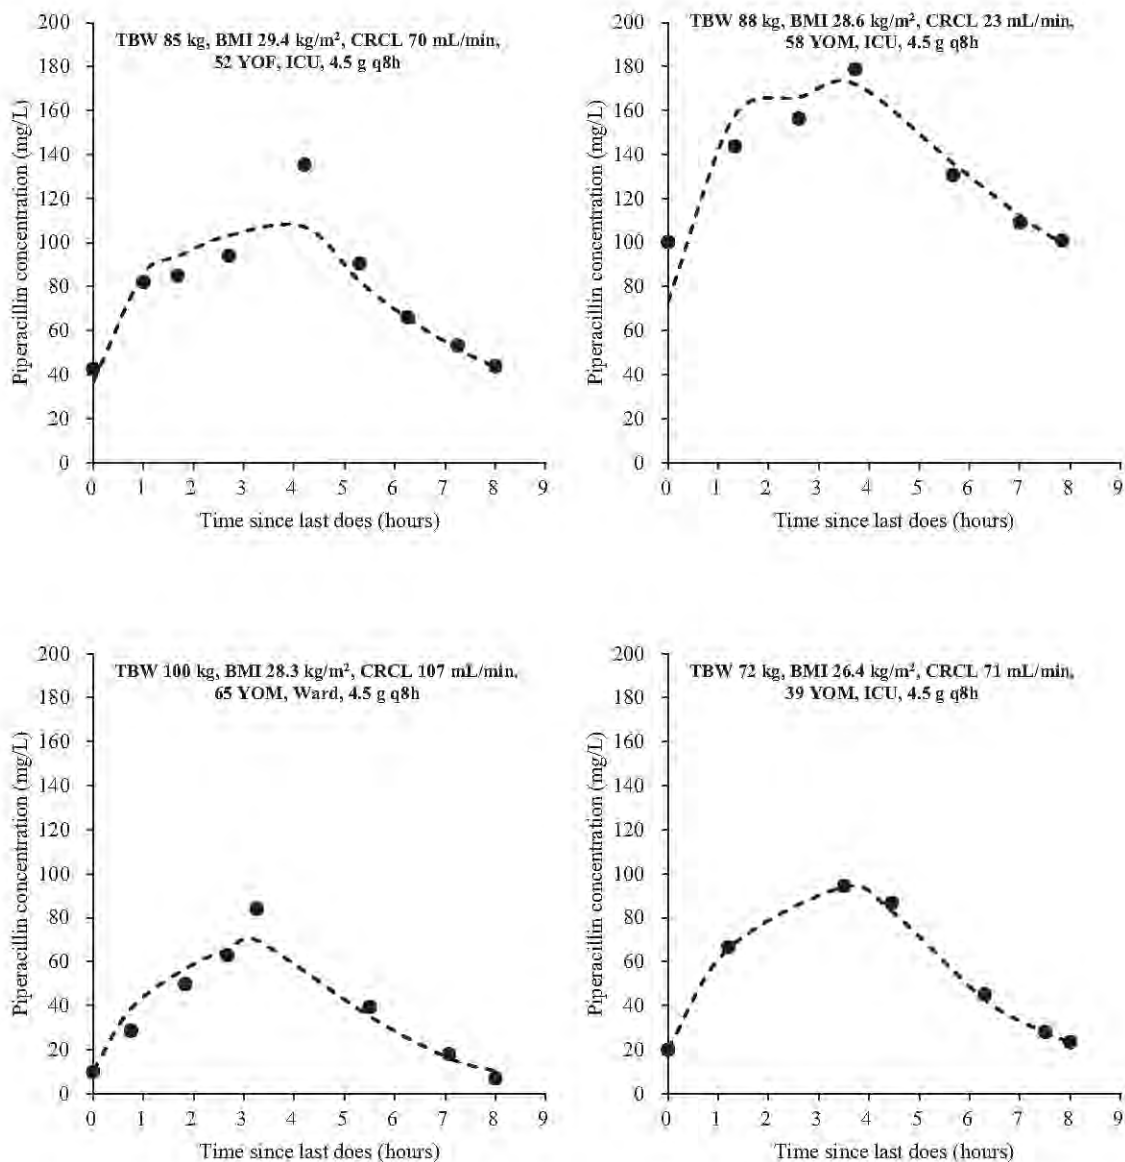 TBW 85 kg, BMI 29.4 kg/m², CRCL 70 mL/min,
52 YOF, ICU, 4.5 g q8h
Piperacillin concentration (mg/L)
200
180
160
140
120
100
80
60
40
20
0
0 1 2 3 4 5 6 7 8 9
Time since last does (hours)
TBW 88 kg, BMI 28.6 kg/m², CRCL 23 mL/min,
58 YOM, ICU, 4.5 g q8h
Piperacillin concentration (mg/L)
200
180
160
140
120
100
80
60
40
20
0
0 1 2 3 4 5 6 7 8 9
Time since last does (hours)
TBW 100 kg, BMI 28.3 kg/m², CRCL 107 mL/min,
65 YOM, Ward, 4.5 g q8h
Piperacillin concentration (mg/L)
200
180
160
140
120
100
80
60
40
20
0
0 1 2 3 4 5 6 7 8 9
Time since last does (hours)
TBW 72 kg, BMI 26.4 kg/m², CRCL 71 mL/min,
39 YOM, ICU, 4.5 g q8h
Piperacillin concentration (mg/L)
200
180
160
140
120
100
80
60
40
20
0
0 1 2 3 4 5 6 7 8 9
Time since last does (hours)